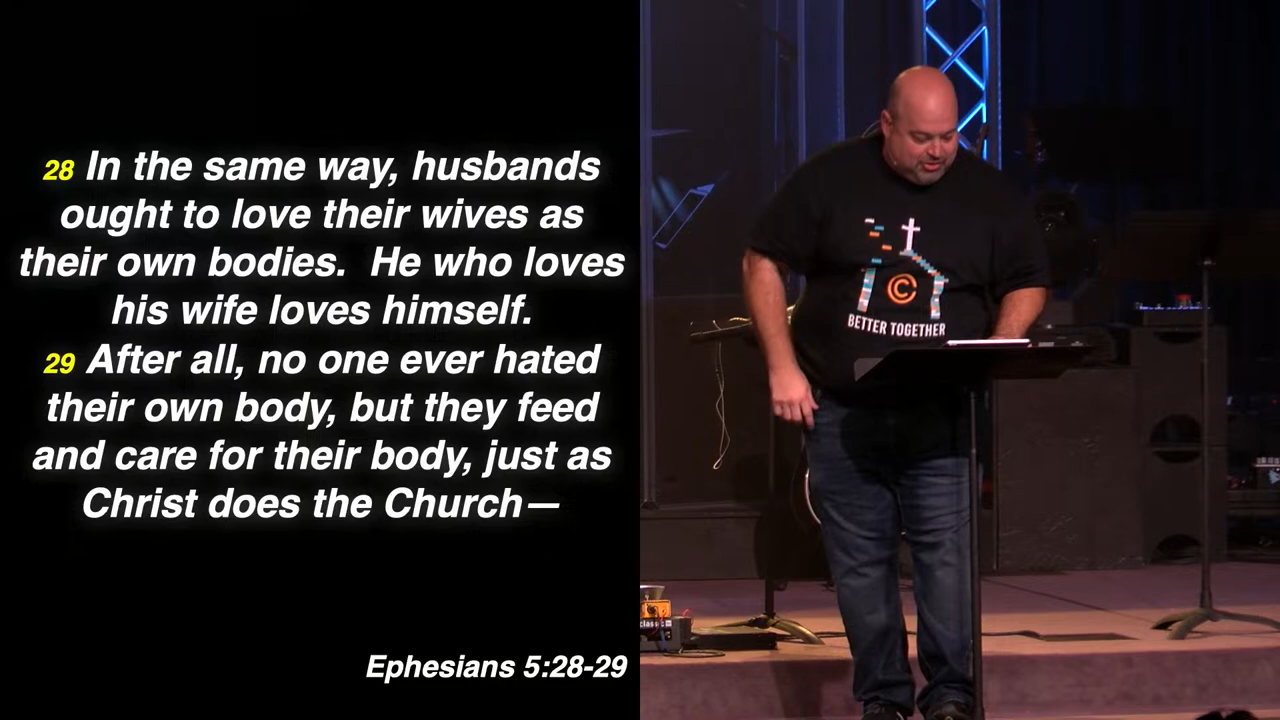 28 In the same way, husbands
ought to love their wives as
their own bodies.  He who loves
his wife loves himself.
29 After all, no one ever hated
their own body, but they feed
and care for their body, just as
Christ does the Church—
Ephesians 5:28-29
C
BETTER TOGETHER
classic